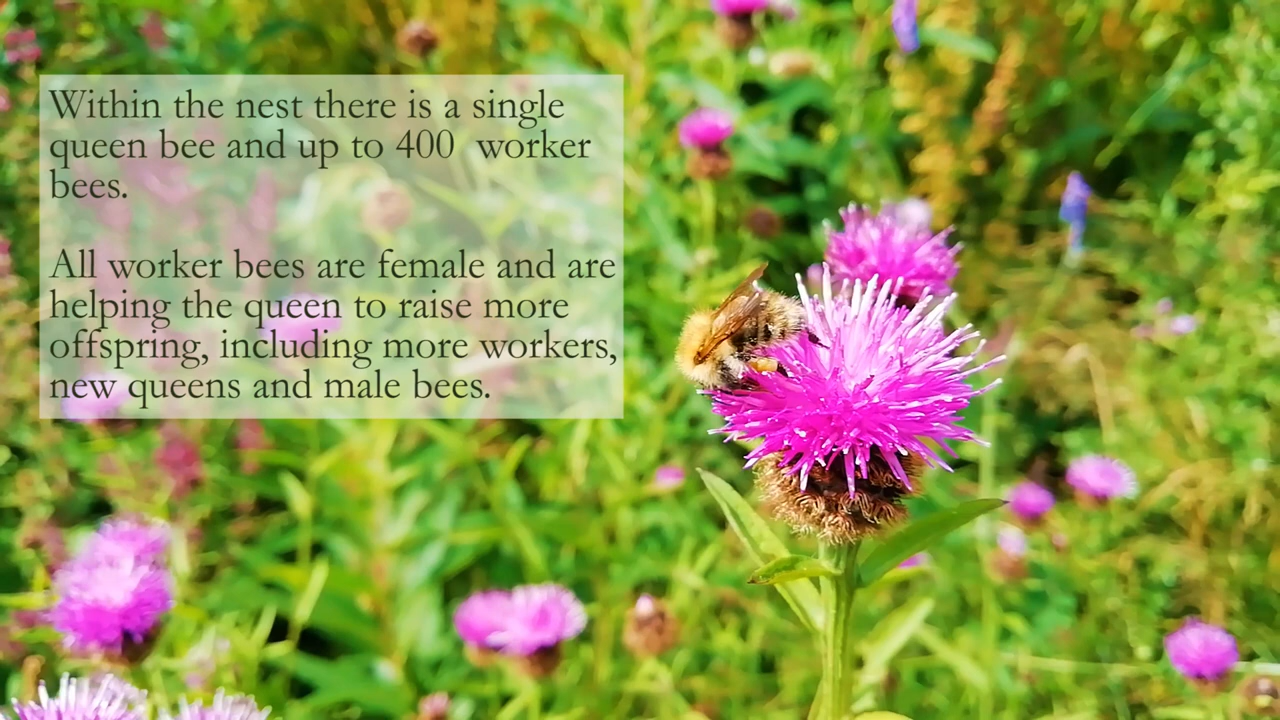 Within the nest there is a single
queen bee and up to 400  worker
bees.
All worker bees are female and are
helping the queen to raise more
offspring, including more workers,
new queens and male bees.